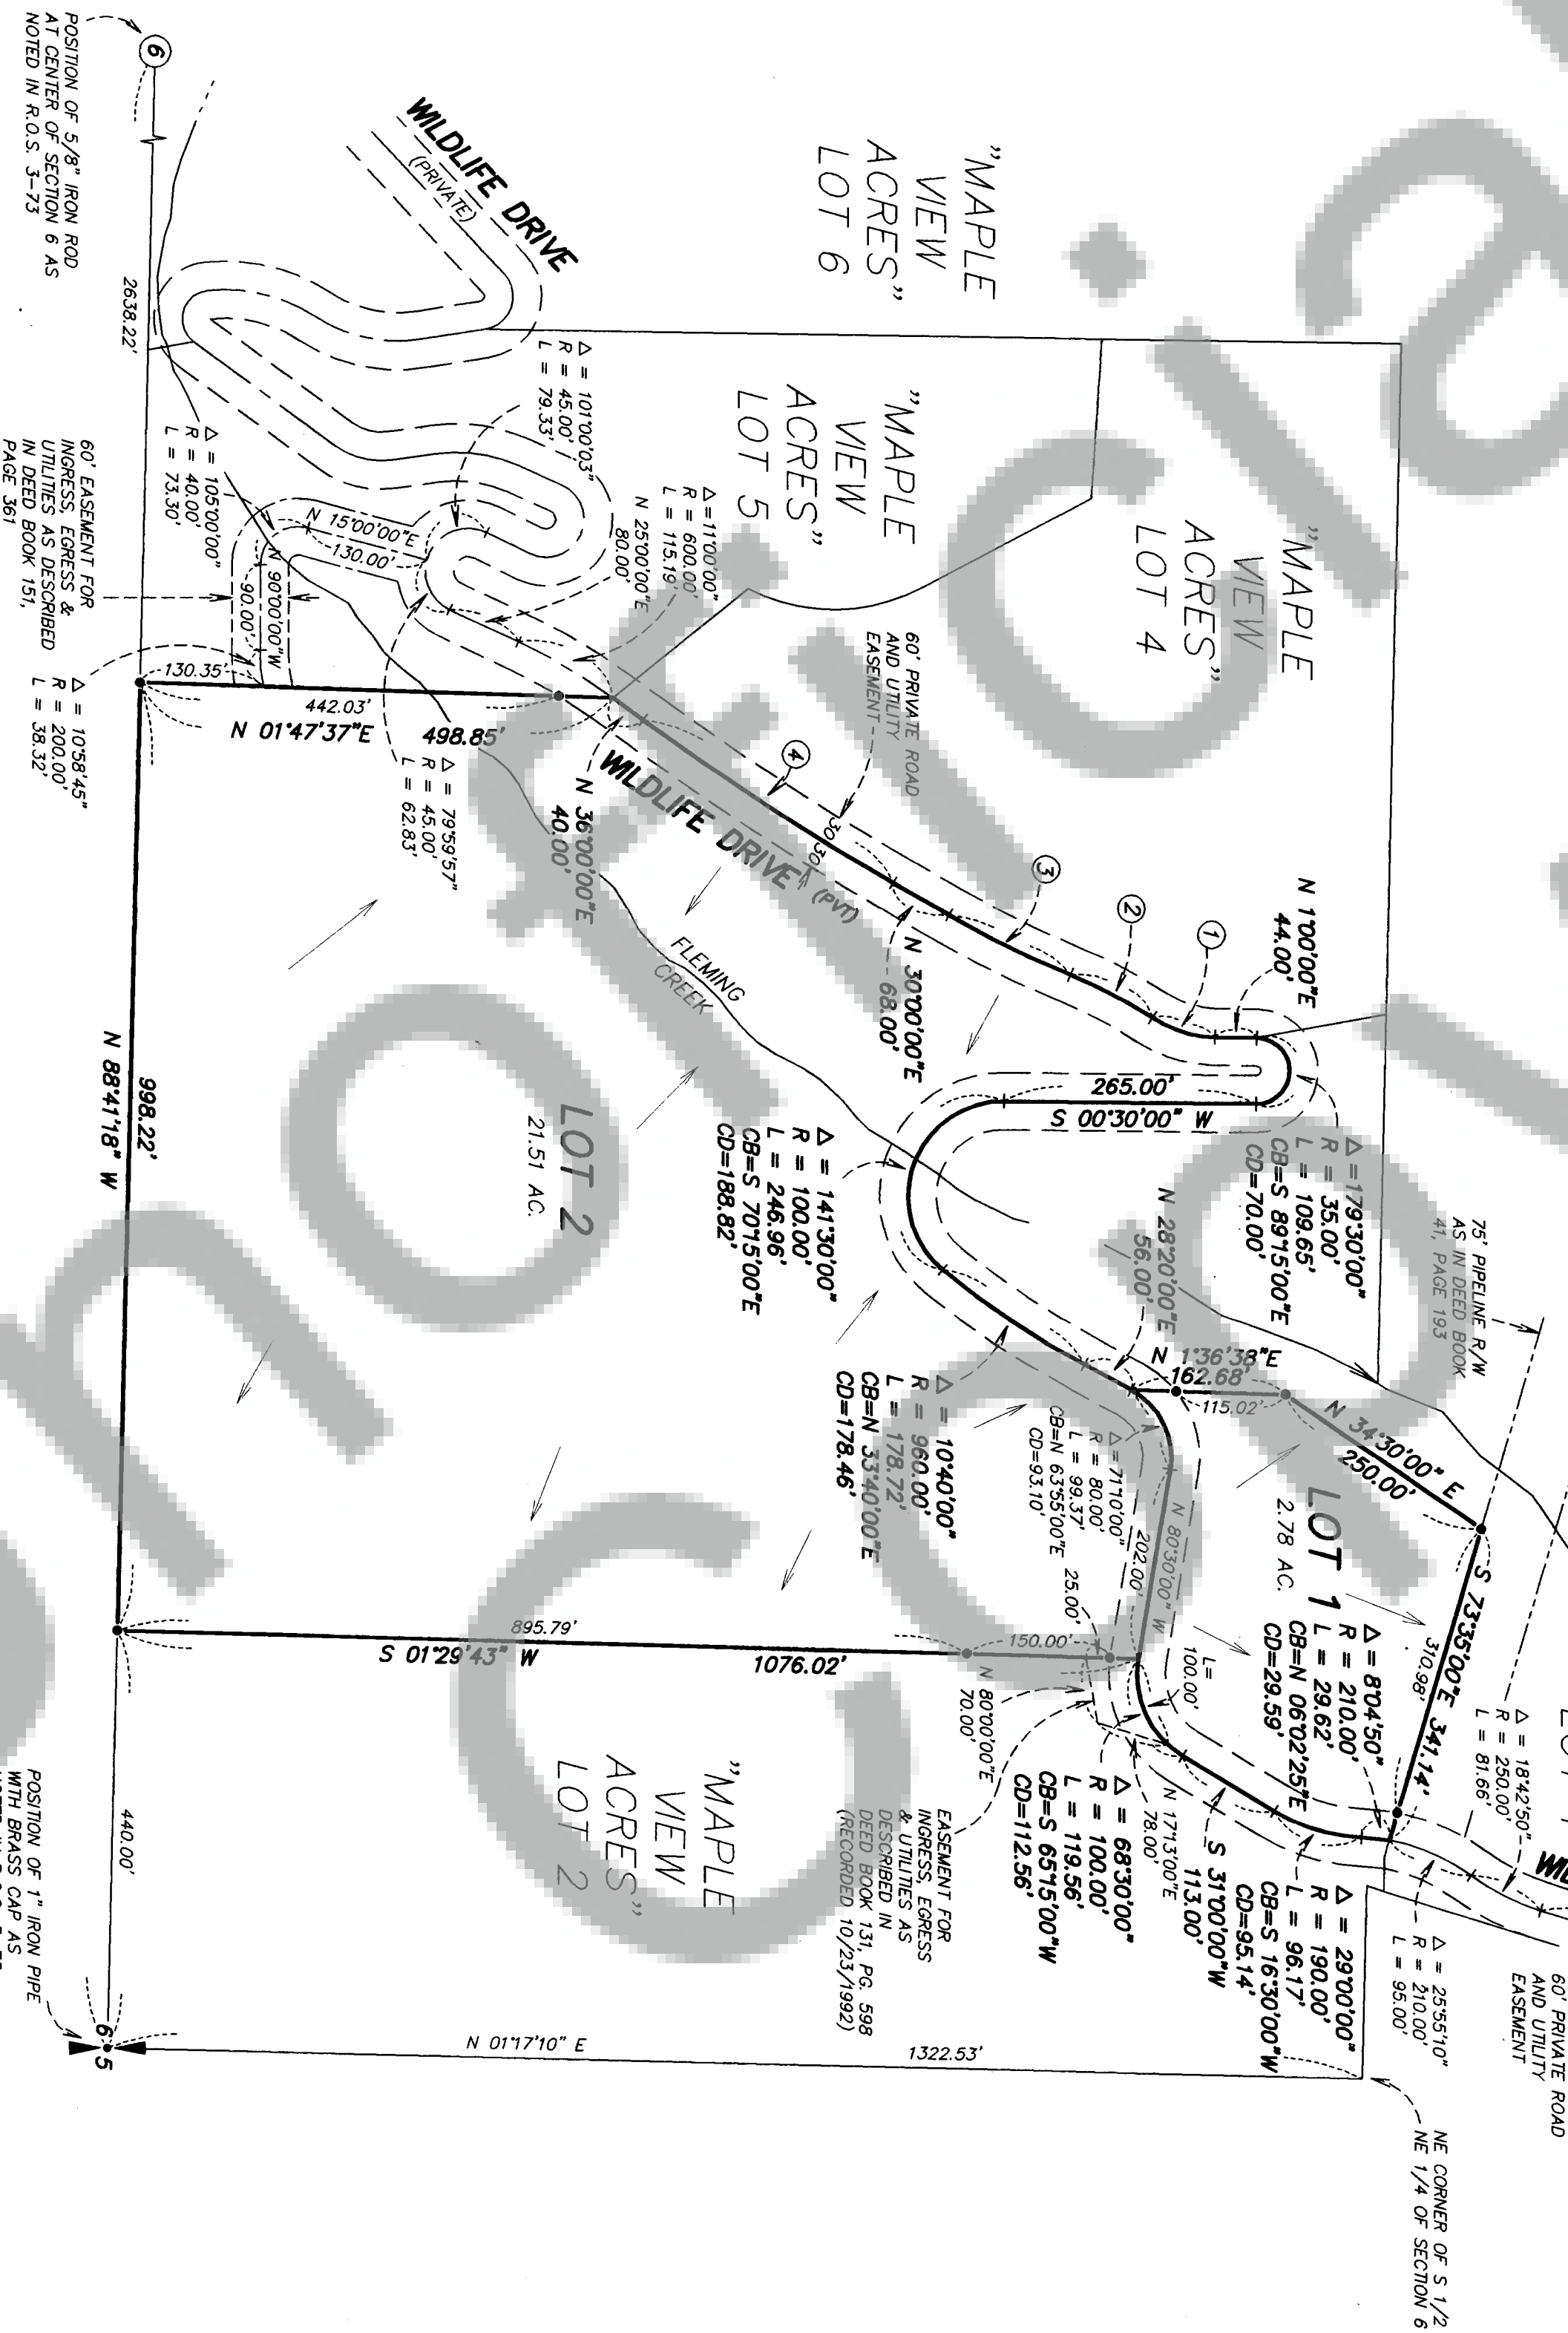 POSITION OF 5/8" IRON ROD
AT CENTER OF SECTION 6 AS
NOTED IN R.O.S. 3-73
6
2638.22'
WILDLIFE DRIVE
(PRIVATE)
"MAPLE
VIEW
ACRES"
LOT 6
"MAPLE
VIEW
ACRES"
LOT 5
"MAPLE
VIEW
ACRES"
LOT 4
Δ = 101°00'03"
R = 45.00'
L = 79.33'
Δ = 105°00'00"
R = 40.00'
L = 73.30'
N 15°00'00"E
130.00'
N 90°00'00"W
90.00'
60' EASEMENT FOR
INGRESS, EGRESS &
UTILITIES AS DESCRIBED
IN DEED BOOK 151,
PAGE 361
Δ = 10°58'45"
R = 200.00'
L = 38.32'
Δ=11°00'00"
R = 600.00'
L = 115.19'
N 25°00'00"E
80.00'
60' PRIVATE ROAD
AND UTILITY
EASEMENT
130.35'
442.03'
N 01°47'37"E
498.85'
Δ = 79°59'57"
R = 45.00'
L = 62.83'
N 36°00'00"E
40.00'
WILDLIFE DRIVE (PVT)
30'
30'
4
3
2
1
N 30°00'00"E
68.00'
N 1°00'00"E
44.00'
FLEMING
CREEK
265.00'
S 00°30'00" W
Δ =179°30'00"
R = 35.00'
L = 109.65'
CB=S 89°15'00"E
CD=70.00'
75' PIPELINE R/W
AS IN DEED BOOK
41, PAGE 193
998.22'
N 88°41'18" W
LOT 2
21.51 AC.
Δ = 141°30'00"
R = 100.00'
L = 246.96'
CB=S 70°15'00"E
CD=188.82'
N 28°20'00"E
56.00'
N 1°36'38"E
162.68'
115.02'
N 34°30'00" E
250.00'
Δ = 10°40'00"
R = 960.00'
L = 178.72'
CB=N 33°40'00"E
CD=178.46'
Δ=71°10'00"
R = 80.00'
L = 99.37'
CB=N 63°55'00"E
CD=93.10'
N 80°30'00" W
202.00'
25.00'
LOT 1
2.78 AC.
S 73°35'00"E 341.14'
310.98'
Δ = 8°04'50"
R = 210.00'
L = 29.62'
CB=N 06°02'25"E
CD=29.59'
Δ = 18°42'50"
R = 250.00'
L = 81.66'
895.79'
S 01°29'43" W
1076.02'
150.00'
L=
100.00'
N 80°00'00"E
70.00'
N 17°13'00"E
78.00'
Δ = 68°30'00"
R = 100.00'
L = 119.56'
CB=S 65°15'00"W
CD=112.56'
S 31°00'00"W
113.00'
Δ = 29°00'00"
R = 190.00'
L = 96.17'
CB=S 16°30'00"W
CD=95.14'
Δ = 25°55'10"
R = 210.00'
L = 95.00'
60' PRIVATE ROAD
AND UTILITY
EASEMENT
EASEMENT FOR
INGRESS, EGRESS
& UTILITIES AS
DESCRIBED IN
DEED BOOK 131, PG. 598
(RECORDED 10/23/1992)
"MAPLE
VIEW
ACRES"
LOT 2
440.00'
POSITION OF 1" IRON PIPE
WITH BRASS CAP AS
6
5
N 01°17'10" E
1322.53'
NE CORNER OF S 1/2
NE 1/4 OF SECTION 6